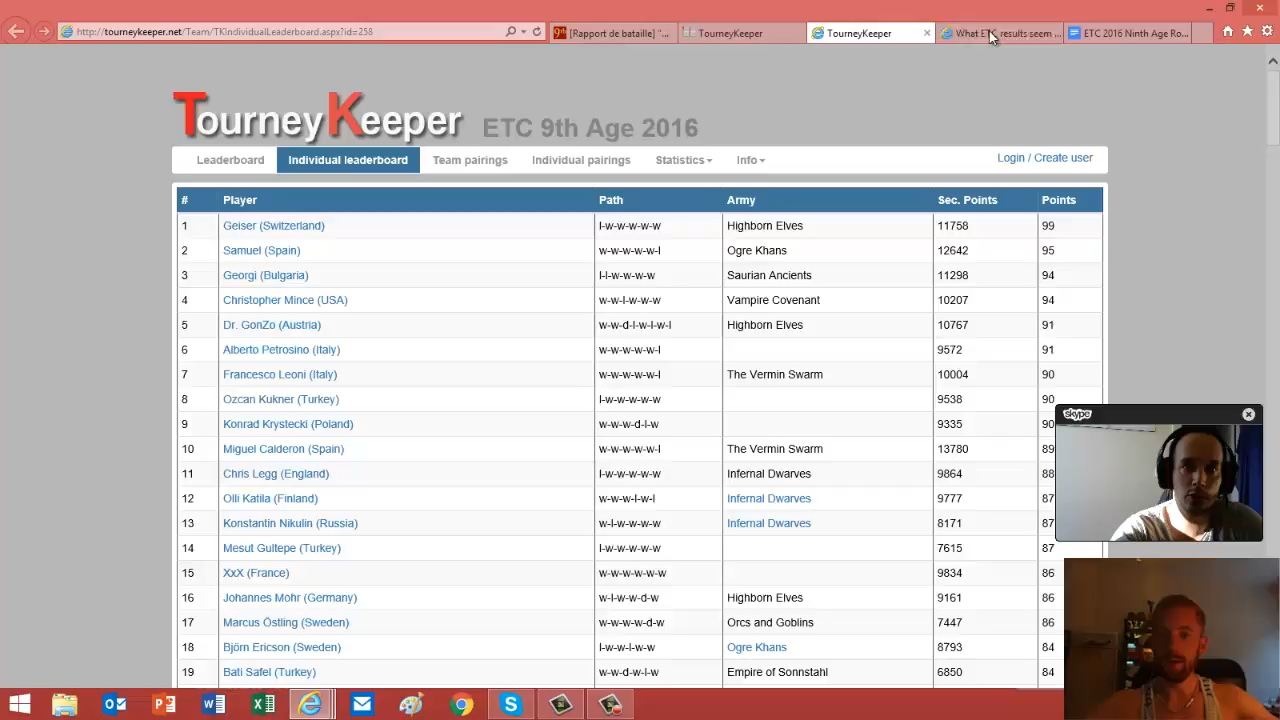 http://tourneykeeper.net/Team/TKIndividualLeaderboard.aspx?id=258
[Rapport de bataille] "...
TourneyKeeper
TourneyKeeper
What ETC results seem ...
ETC 2016 Ninth Age Ro...
TourneyKeeper ETC 9th Age 2016
Leaderboard Individual leaderboard Team pairings Individual pairings Statistics Info Login / Create user
# Player Path Army Sec. Points Points
1 Geiser (Switzerland) l-w-w-w-w-w Highborn Elves 11758 99
2 Samuel (Spain) w-w-w-w-w-l Ogre Khans 12642 95
3 Georgi (Bulgaria) l-l-w-w-w-w Saurian Ancients 11298 94
4 Christopher Mince (USA) w-w-l-w-w-w Vampire Covenant 10207 94
5 Dr. GonZo (Austria) w-w-d-l-w-l-w-l Highborn Elves 10767 91
6 Alberto Petrosino (Italy) w-w-w-w-w-l 9572 91
7 Francesco Leoni (Italy) w-w-w-w-w-l The Vermin Swarm 10004 90
8 Ozcan Kukner (Turkey) l-w-w-w-w-w 9538 90
9 Konrad Krystecki (Poland) w-w-w-d-l-w 9335 90
10 Miguel Calderon (Spain) w-w-w-w-w-l The Vermin Swarm 13780 89
11 Chris Legg (England) l-w-w-w-w-w Infernal Dwarves 9864 88
12 Olli Katila (Finland) w-w-w-l-w-l Infernal Dwarves 9777 87
13 Konstantin Nikulin (Russia) w-l-w-w-w-w Infernal Dwarves 8171 87
14 Mesut Gultepe (Turkey) l-w-w-w-w-w 7615 87
15 XxX (France) w-w-w-w-w-w 9834 86
16 Johannes Mohr (Germany) w-l-w-w-d-w Highborn Elves 9161 86
17 Marcus Östling (Sweden) w-w-w-w-d-w Orcs and Goblins 7447 86
18 Björn Ericson (Sweden) l-w-w-l-w-w Ogre Khans 8793 84
19 Bati Safel (Turkey) w-w-d-w-l-w Empire of Sonnstahl 6850 84
skype